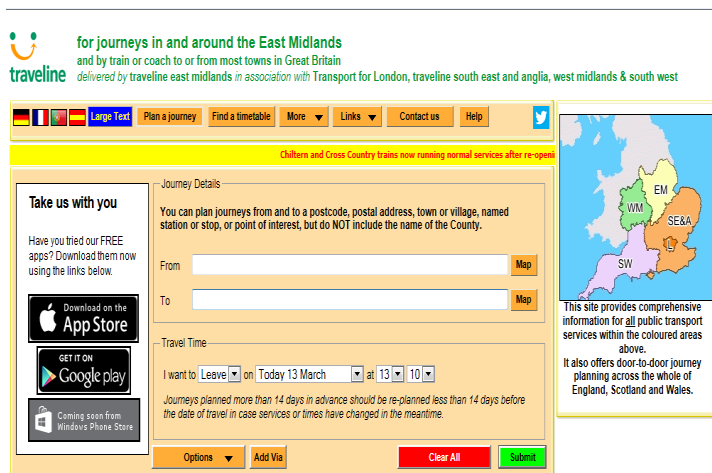 for journeys in and around the East Midlands
and by train or coach to or from most towns in Great Britain
traveline
delivered by traveline east midlands in association with Transport for London, traveline south east and anglia, west midlands & south west
Large Text
Plan a journey
Find a timetable
More
Links
Contact us
Help
Chiltern and Cross Country trains now running normal services after re-openi
Take us with you
Have you tried our FREE
apps? Download them now
using the links below.
Download on the
App Store
GET IT ON
Google play
Coming soon from
Windows Phone Store
Journey Details
You can plan journeys from and to a postcode, postal address, town or village, named
station or stop, or point of interest, but do NOT include the name of the County.
From
Map
To
Map
Travel Time
I want to Leave on Today 13 March at 13 10
Journeys planned more than 14 days in advance should be re-planned less than 14 days before
the date of travel in case services or times have changed in the meantime.
Options
Add Via
Clear All
Submit
EM
WM
SE&A
L
SW
This site provides comprehensive
information for all public transport
services within the coloured areas
above.
It also offers door-to-door journey
planning across the whole of
England, Scotland and Wales.